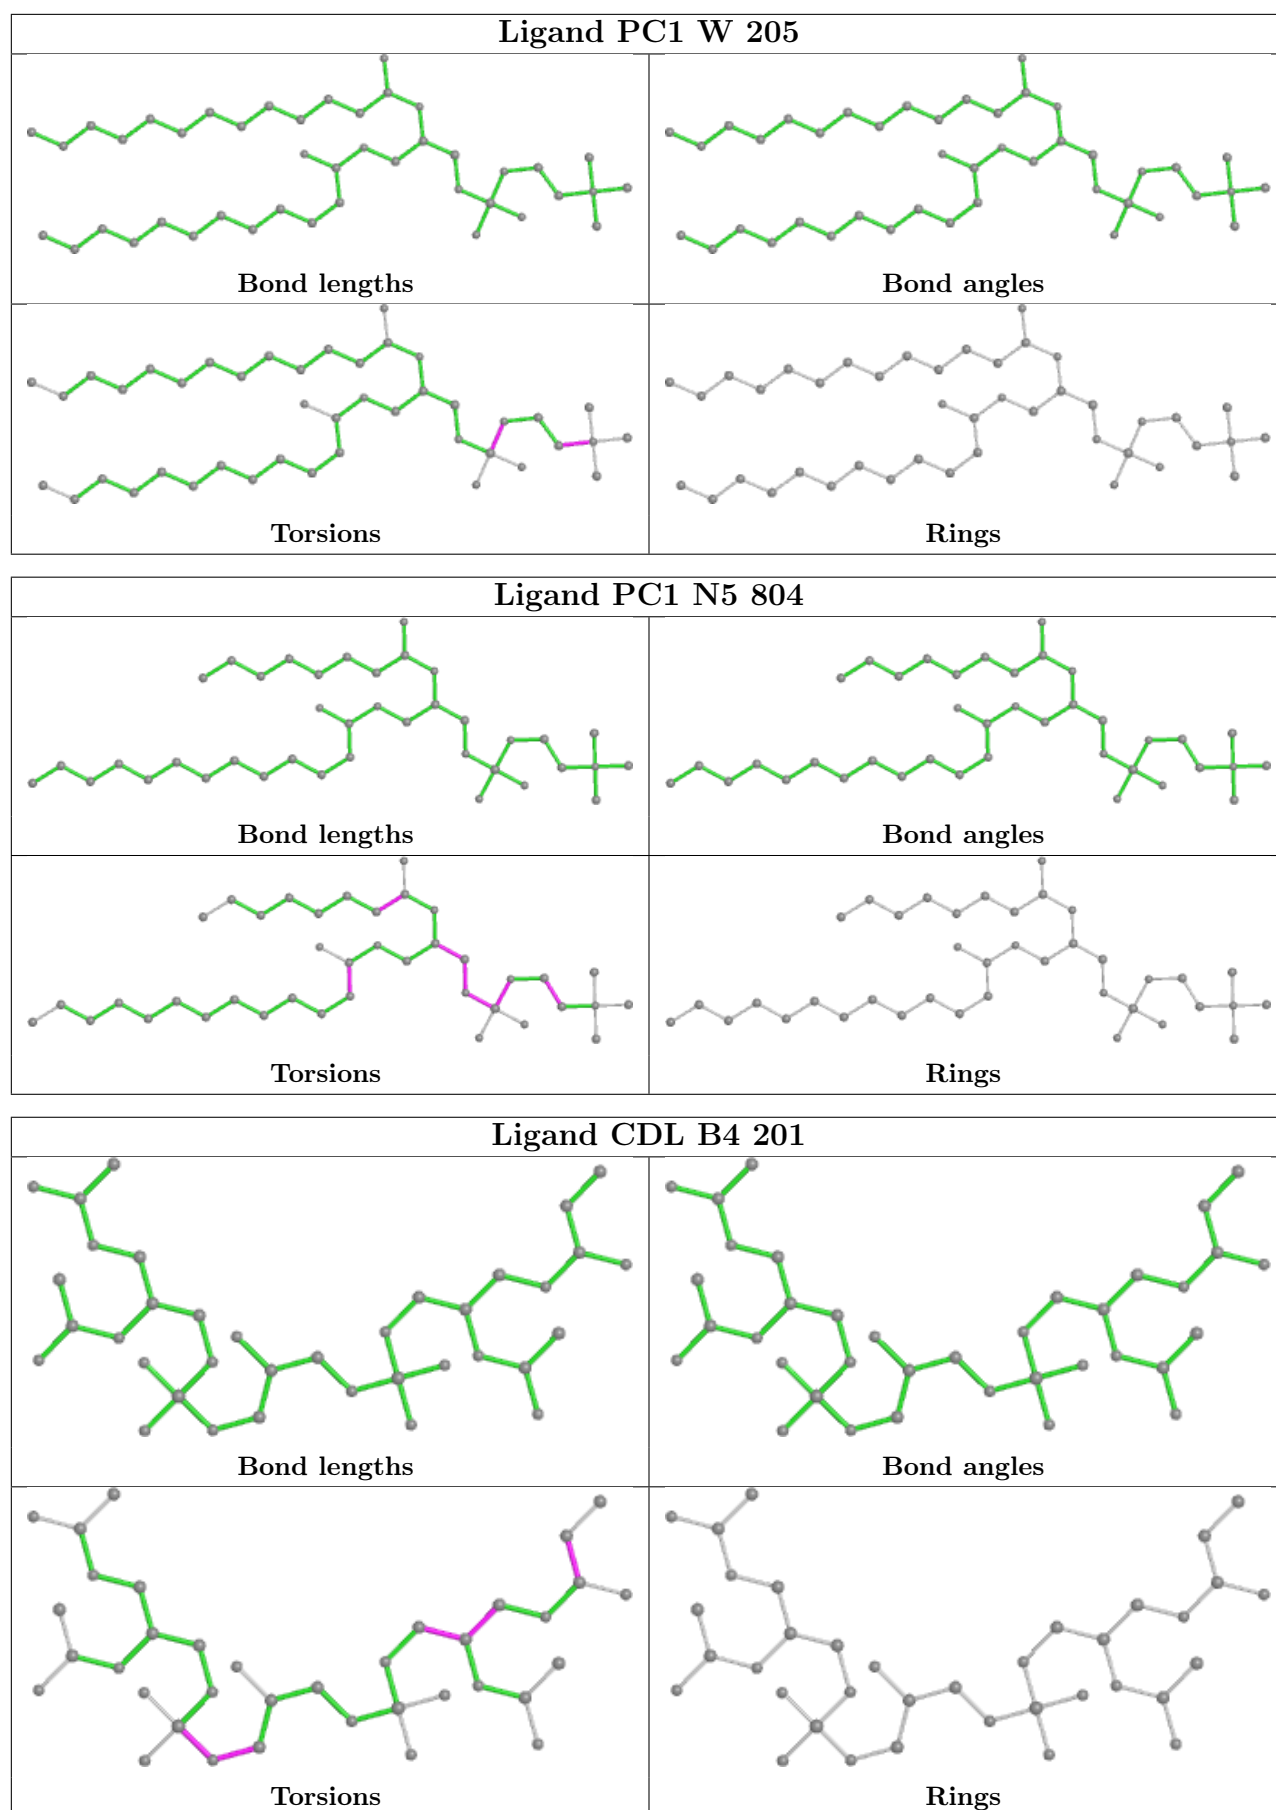 Ligand PC1 W 205
Bond lengths
Bond angles
Torsions
Rings
Ligand PC1 N5 804
Bond lengths
Bond angles
Torsions
Rings
Ligand CDL B4 201
Bond lengths
Bond angles
Torsions
Rings